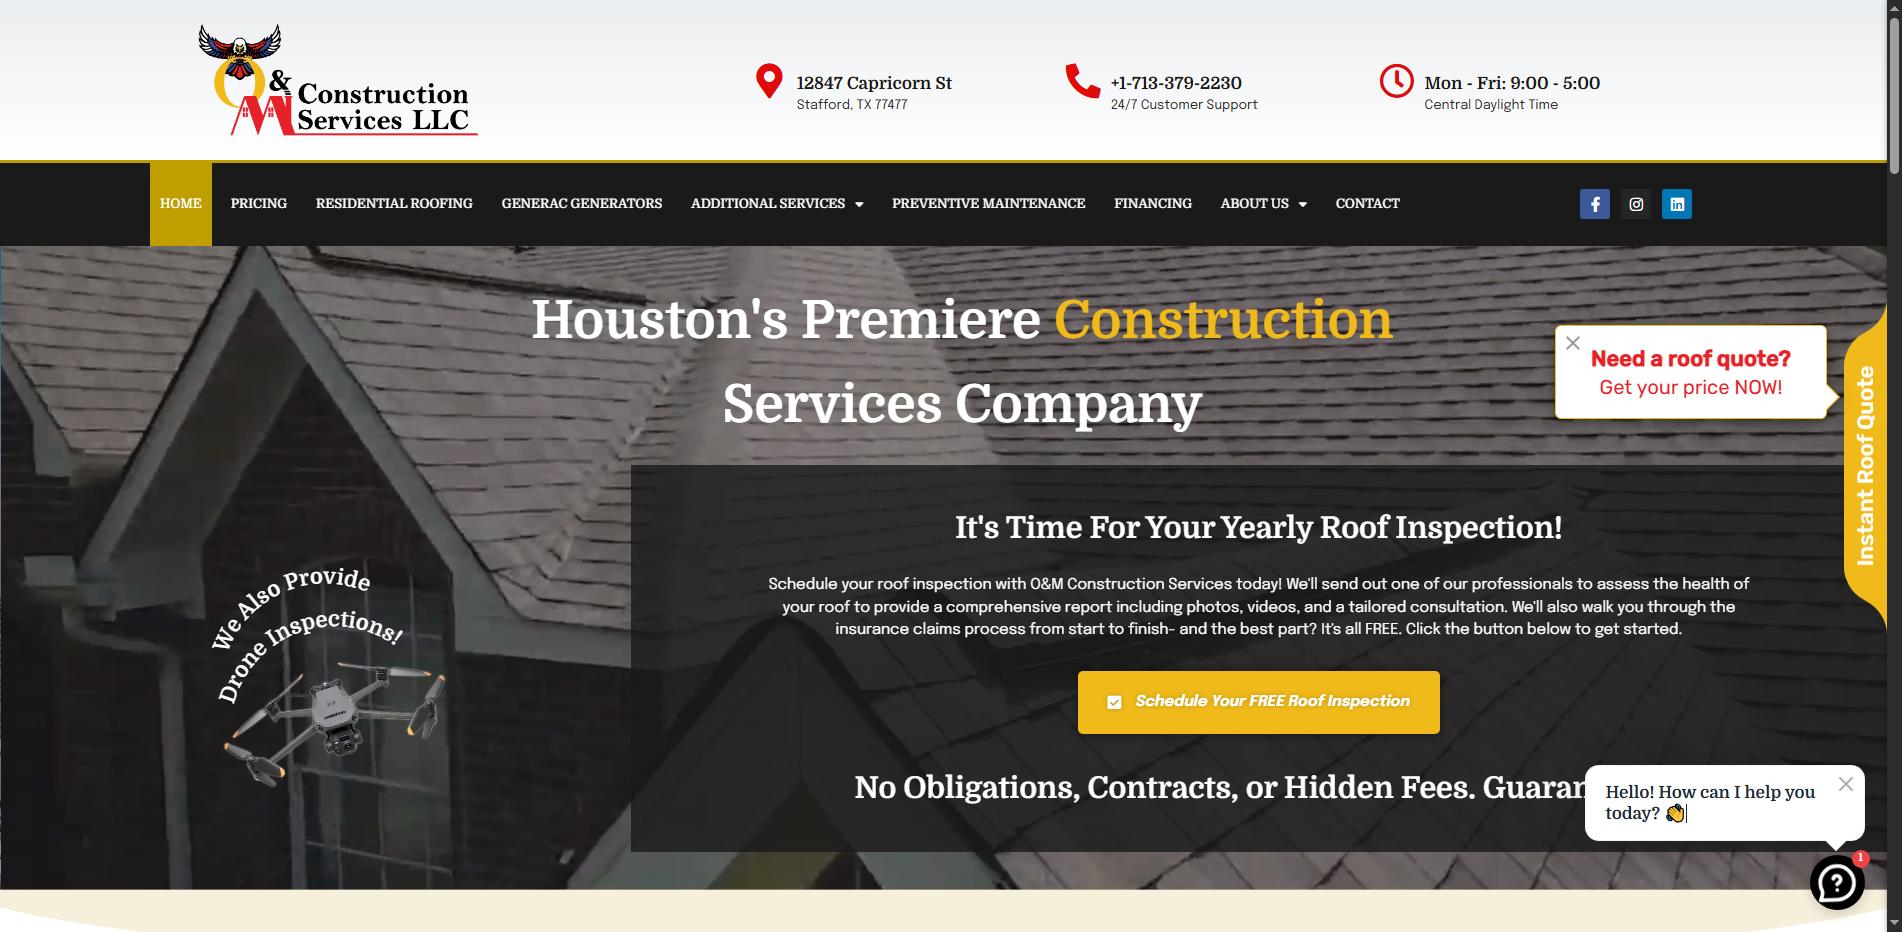 O & M Construction
Services LLC
12847 Capricorn St
Stafford, TX 77477
+1-713-379-2230
24/7 Customer Support
Mon - Fri: 9:00 - 5:00
Central Daylight Time
HOME
PRICING
RESIDENTIAL ROOFING
GENERAC GENERATORS
ADDITIONAL SERVICES
PREVENTIVE MAINTENANCE
FINANCING
ABOUT US
CONTACT
Houston's Premiere Construction
Services Company
Need a roof quote?
Get your price NOW!
Instant Roof Quote
It's Time For Your Yearly Roof Inspection!
Schedule your roof inspection with O&M Construction Services today! We'll send out one of our professionals to assess the health of
your roof to provide a comprehensive report including photos, videos, and a tailored consultation. We'll also walk you through the
insurance claims process from start to finish- and the best part? It's all FREE. Click the button below to get started.
We Also Provide
Drone Inspections!
Schedule Your FREE Roof Inspection
No Obligations, Contracts, or Hidden Fees. Guaran
Hello! How can I help you
today? 👏
1